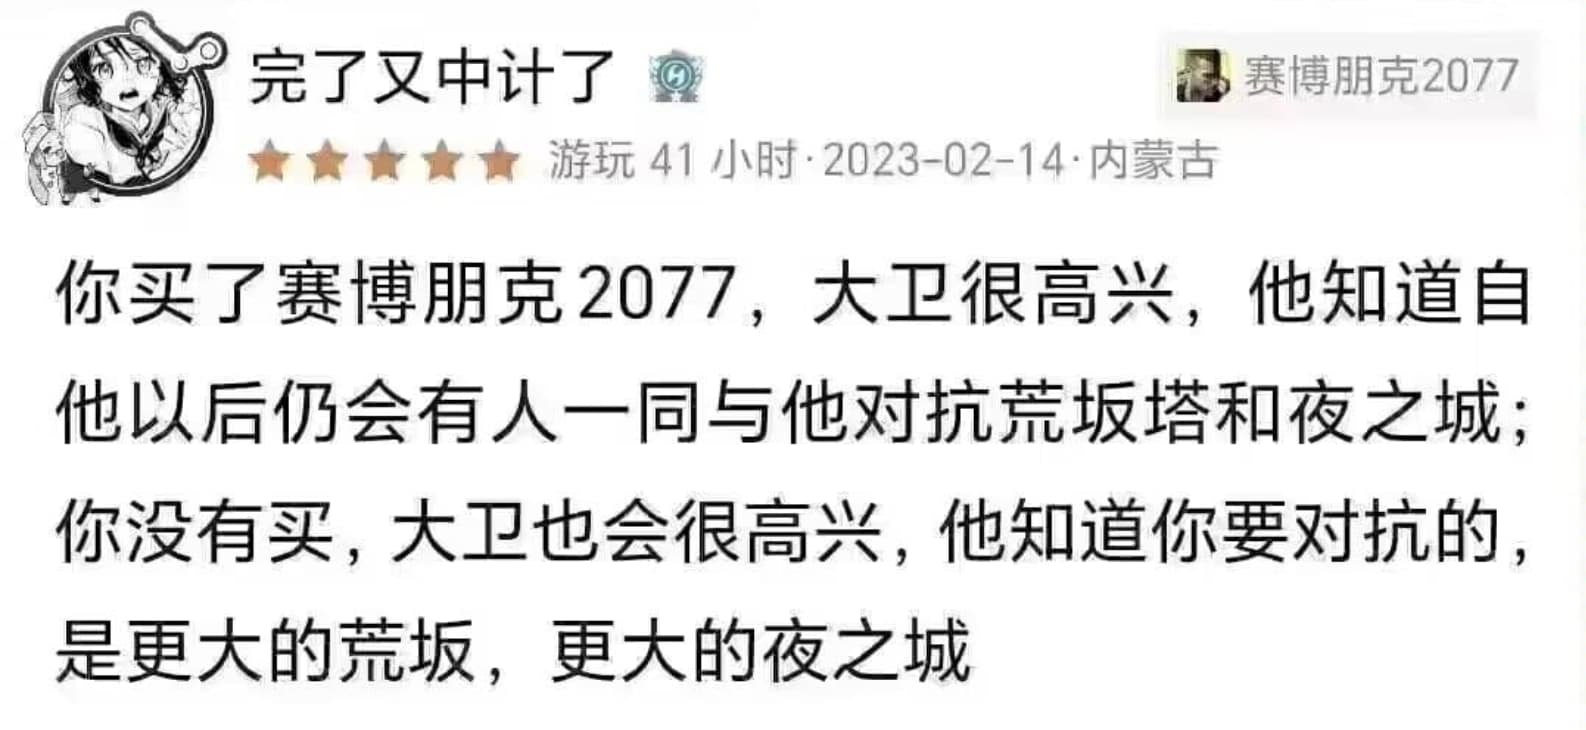 完了又中计了
赛博朋克2077
游玩 41 小时·2023-02-14·内蒙古
你买了赛博朋克2077，大卫很高兴，他知道自
他以后仍会有人一同与他对抗荒坂塔和夜之城；
你没有买，大卫也会很高兴，他知道你要对抗的，
是更大的荒坂，更大的夜之城